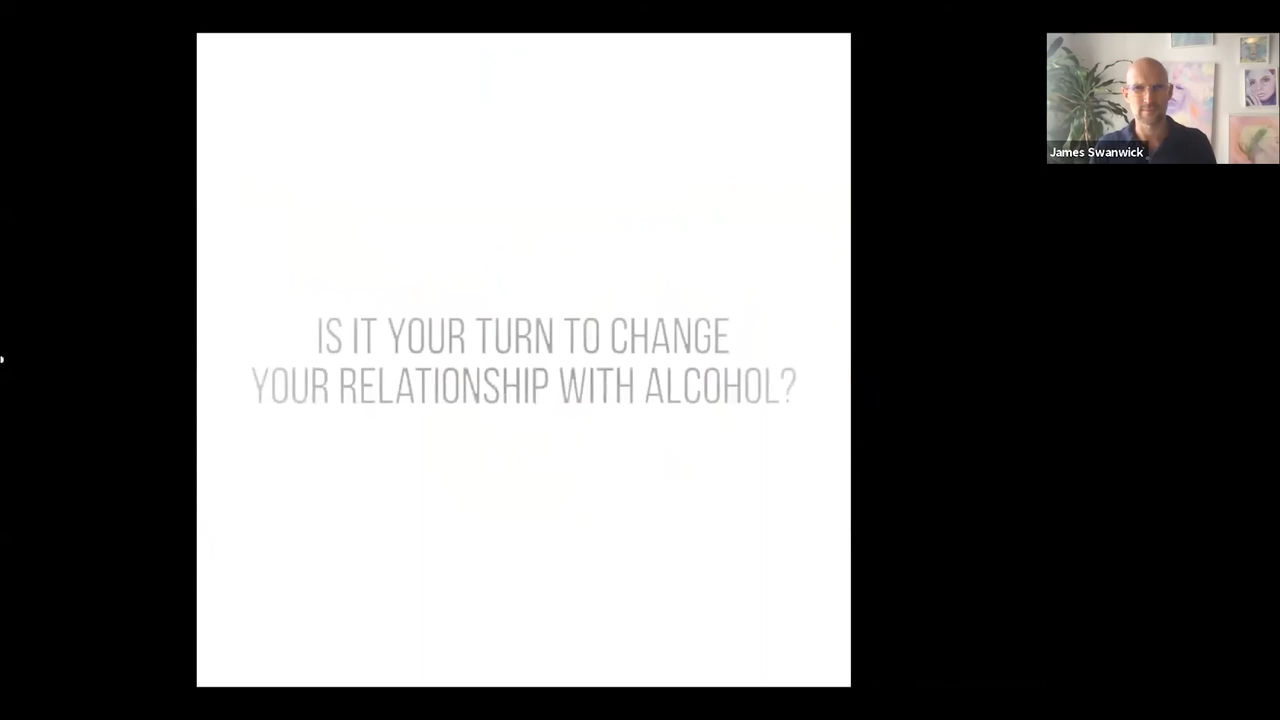 IS IT YOUR TURN TO CHANGE
YOUR RELATIONSHIP WITH ALCOHOL?
James Swanwick